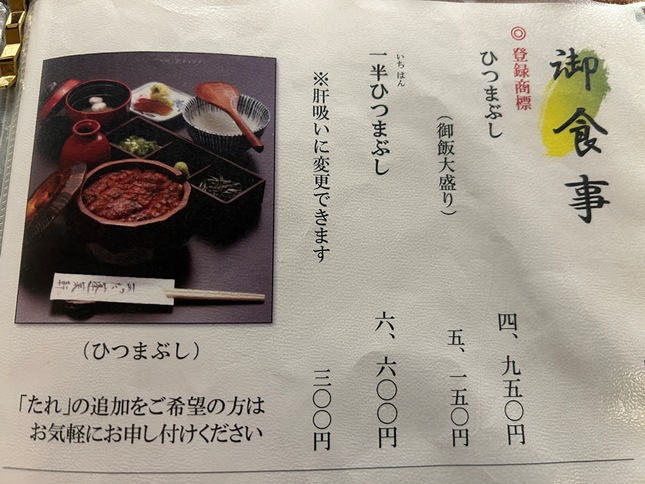 御食事
◎登録商標
ひつまぶし 四、九五〇円
（御飯大盛り） 五、一五〇円
いちはん
一半ひつまぶし 六、六〇〇円
※肝吸いに変更できます 三〇〇円
（ひつまぶし）
「たれ」の追加をご希望の方は
お気軽にお申し付けください